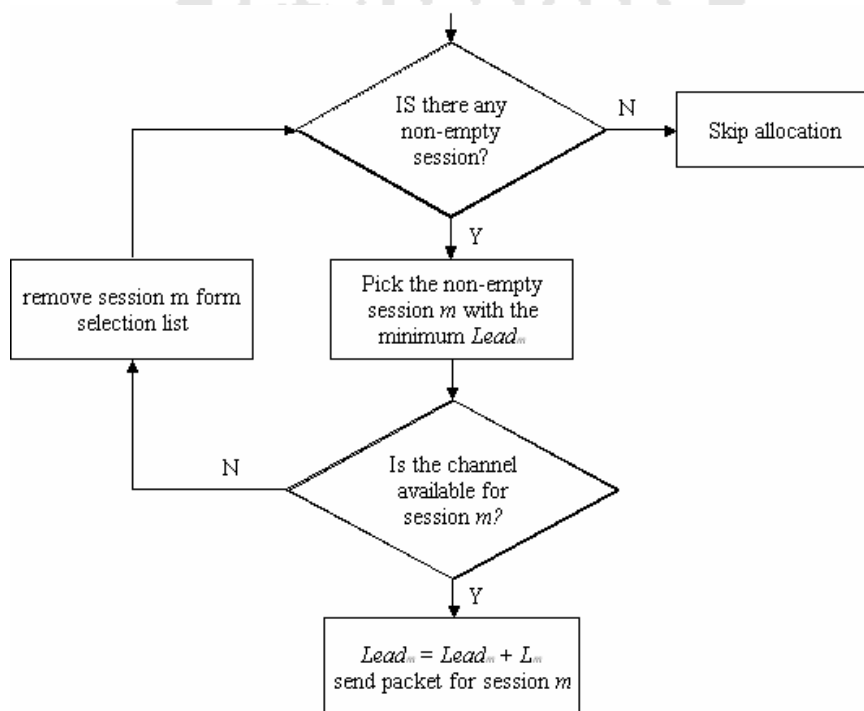 IS there any
non-empty
session?
N
Skip allocation
Y
remove session m form
selection list
Pick the non-empty
session m with the
minimum Leadm
N
Is the channel
available for
session m?
Y
Leadm = Leadm + Lm
send packet for session m